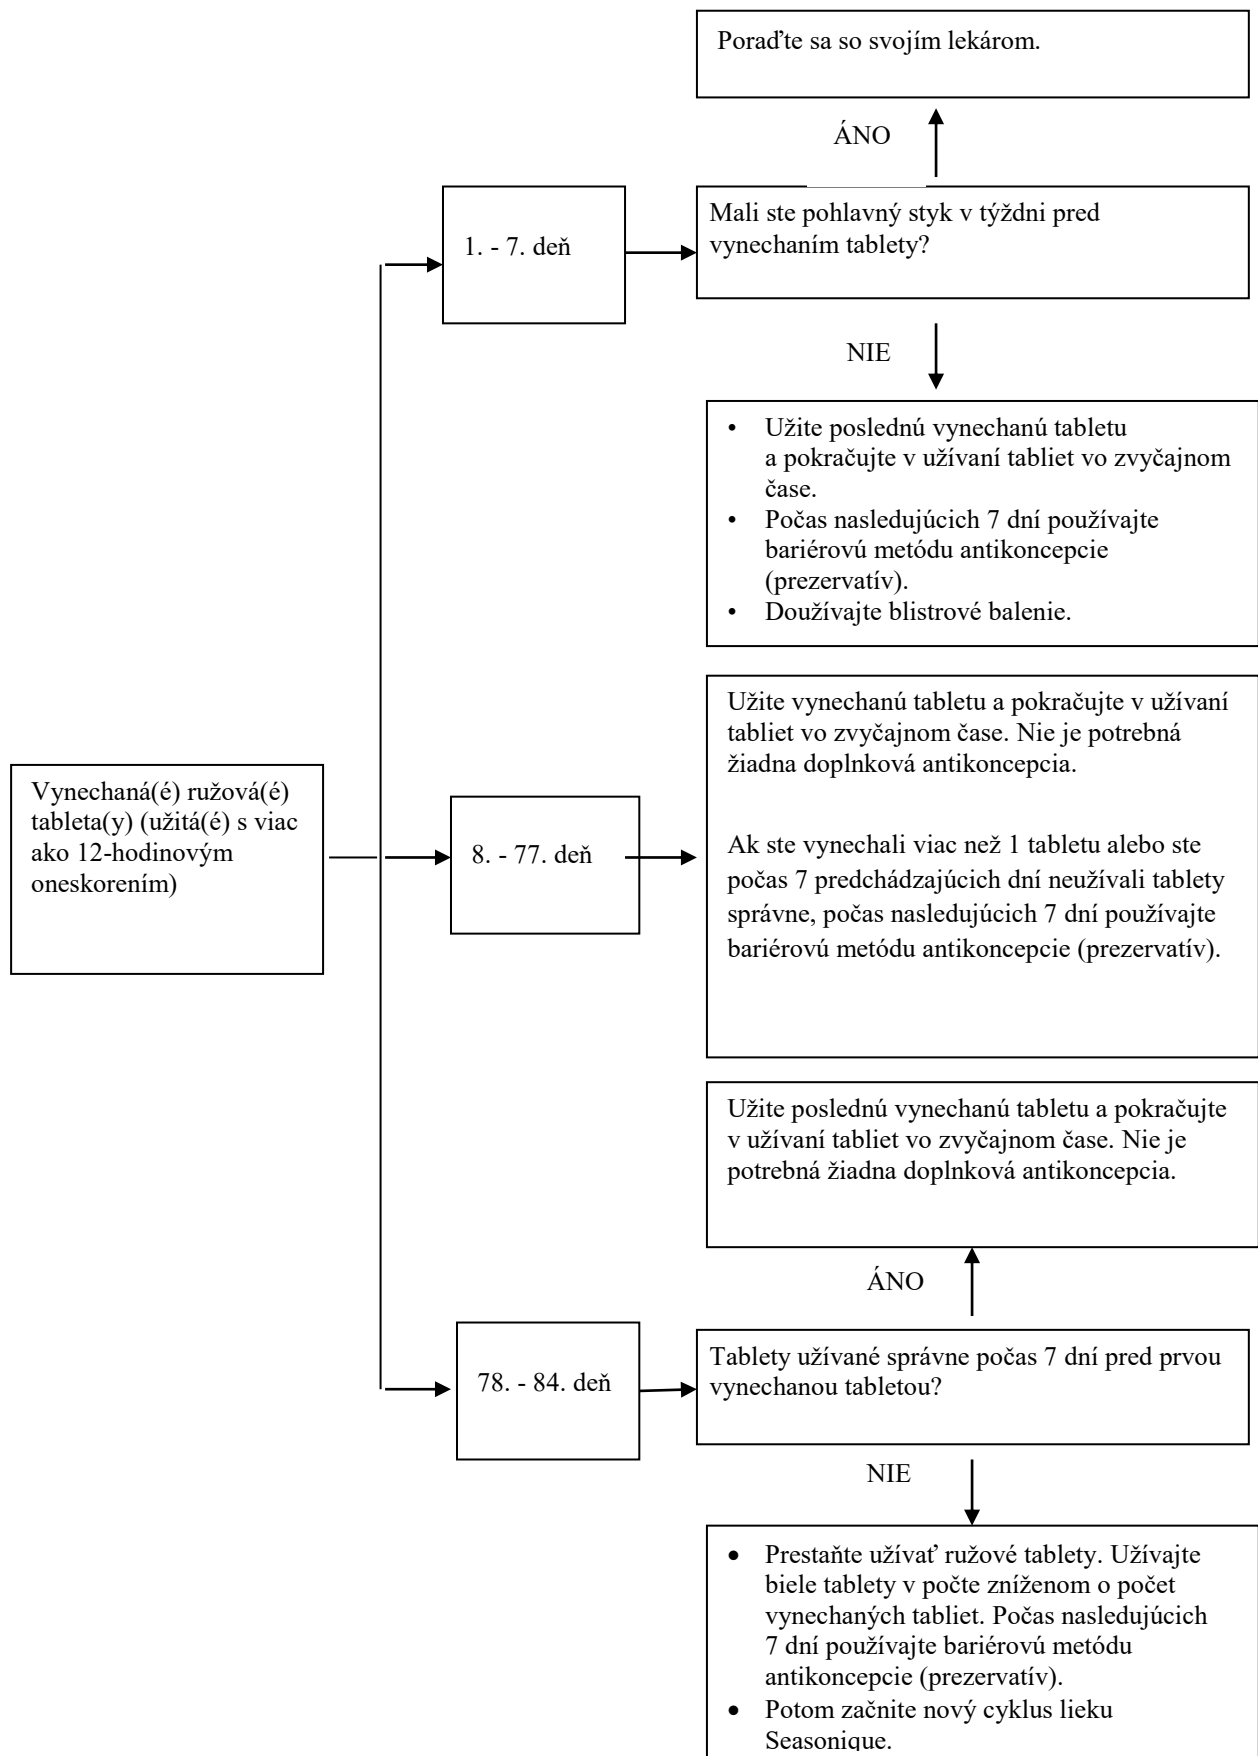 Poraďte sa so svojím lekárom.
ÁNO
1. - 7. deň
Mali ste pohlavný styk v týždni pred
vynechaním tablety?
NIE
• Užite poslednú vynechanú tabletu
a pokračujte v užívaní tabliet vo zvyčajnom
čase.
• Počas nasledujúcich 7 dní používajte
bariérovú metódu antikoncepcie
(prezervatív).
• Doužívajte blistrové balenie.
Vynechaná(é) ružová(é)
tableta(y) (užitá(é) s viac
ako 12-hodinovým
oneskorením)
8. - 77. deň
Užite vynechanú tabletu a pokračujte v užívaní
tabliet vo zvyčajnom čase. Nie je potrebná
žiadna doplnková antikoncepcia.
Ak ste vynechali viac než 1 tabletu alebo ste
počas 7 predchádzajúcich dní neužívali tablety
správne, počas nasledujúcich 7 dní používajte
bariérovú metódu antikoncepcie (prezervatív).
Užite poslednú vynechanú tabletu a pokračujte
v užívaní tabliet vo zvyčajnom čase. Nie je
potrebná žiadna doplnková antikoncepcia.
ÁNO
78. - 84. deň
Tablety užívané správne počas 7 dní pred prvou
vynechanou tabletou?
NIE
• Prestaňte užívať ružové tablety. Užívajte
biele tablety v počte zníženom o počet
vynechaných tabliet. Počas nasledujúcich
7 dní používajte bariérovú metódu
antikoncepcie (prezervatív).
• Potom začnite nový cyklus lieku
Seasonique.